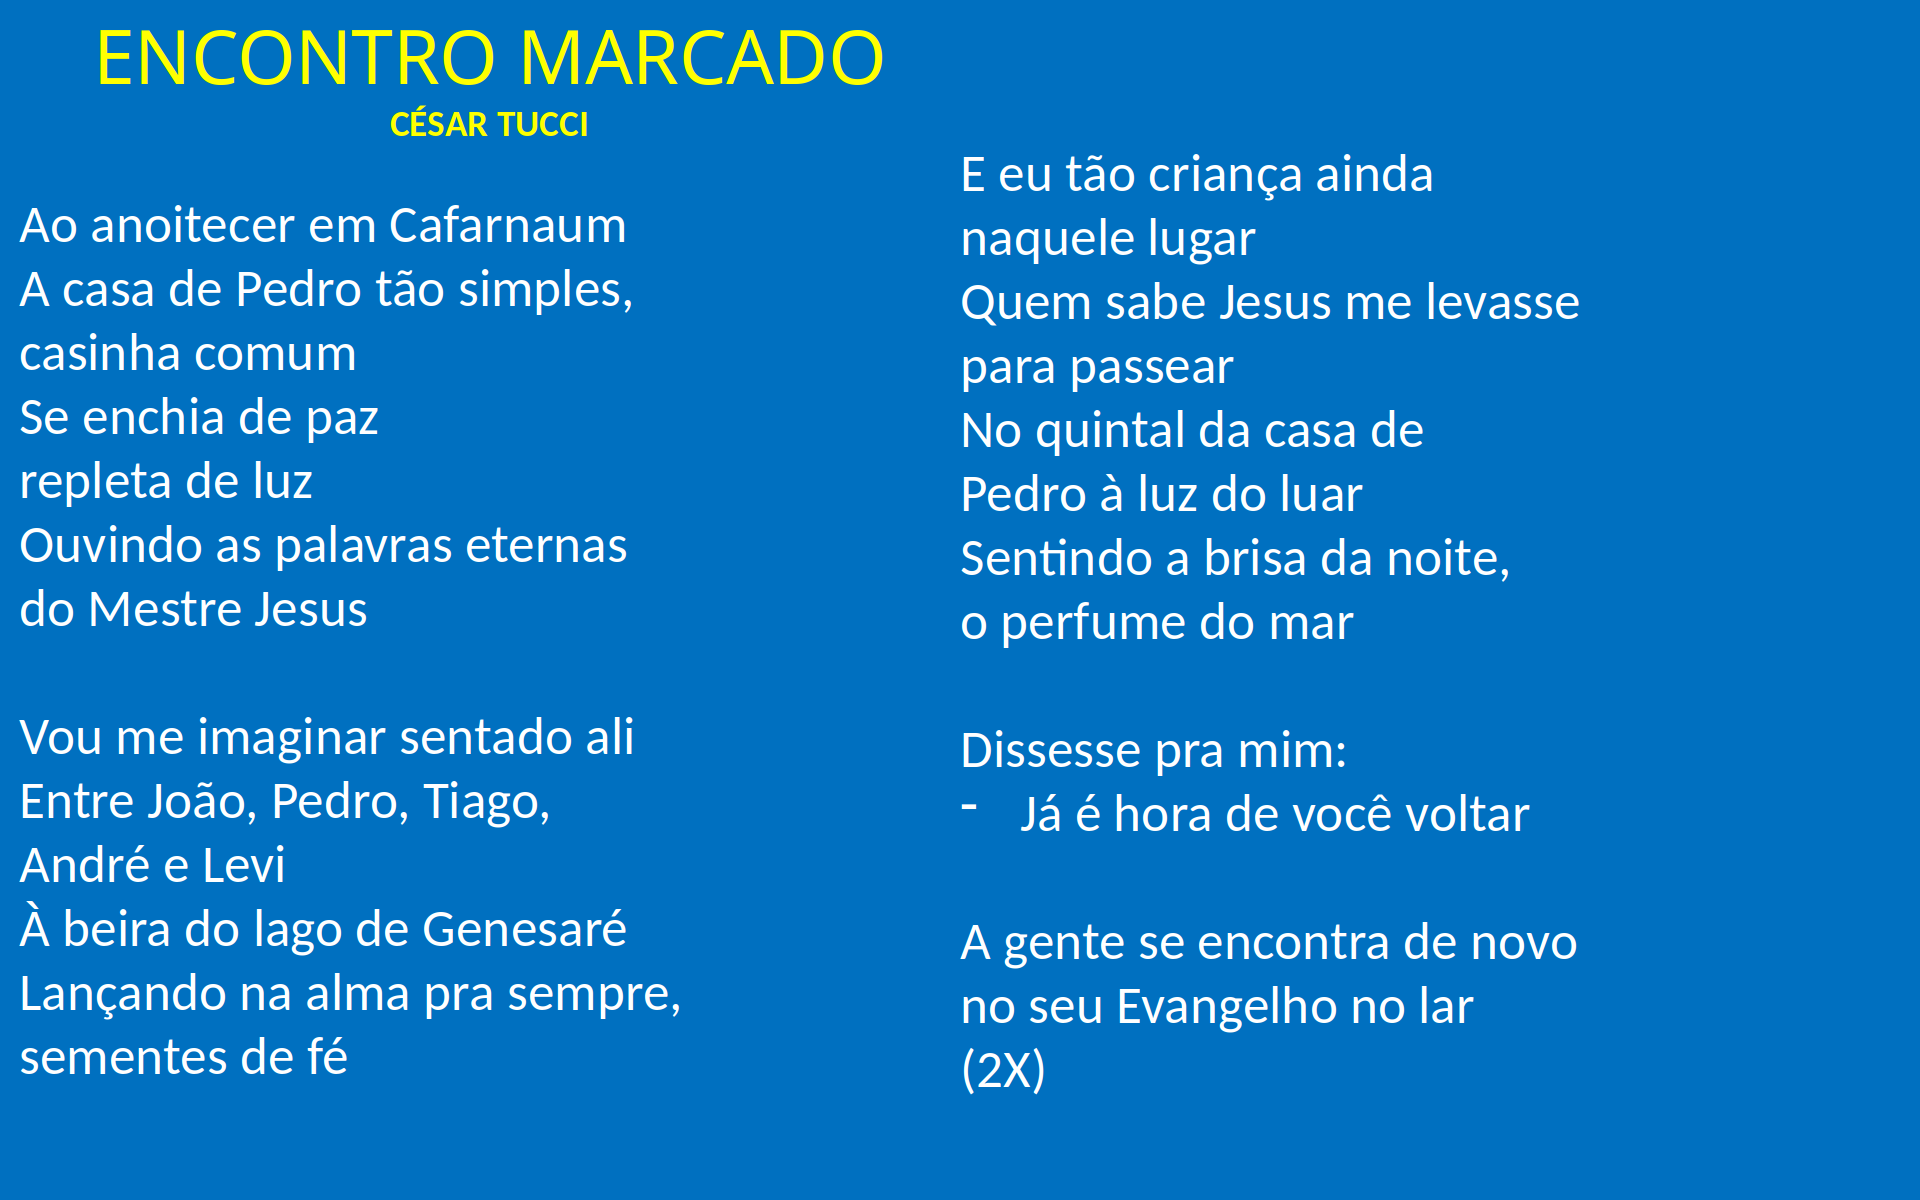 ENCONTRO MARCADO
CÉSAR TUCCI
Ao anoitecer em Cafarnaum
A casa de Pedro tão simples,
casinha comum
Se enchia de paz
repleta de luz
Ouvindo as palavras eternas
do Mestre Jesus
Vou me imaginar sentado ali
Entre João, Pedro, Tiago,
André e Levi
À beira do lago de Genesaré
Lançando na alma pra sempre,
sementes de fé
E eu tão criança ainda
naquele lugar
Quem sabe Jesus me levasse
para passear
No quintal da casa de
Pedro à luz do luar
Sentindo a brisa da noite,
o perfume do mar
Dissesse pra mim:
- Já é hora de você voltar
A gente se encontra de novo
no seu Evangelho no lar
(2X)